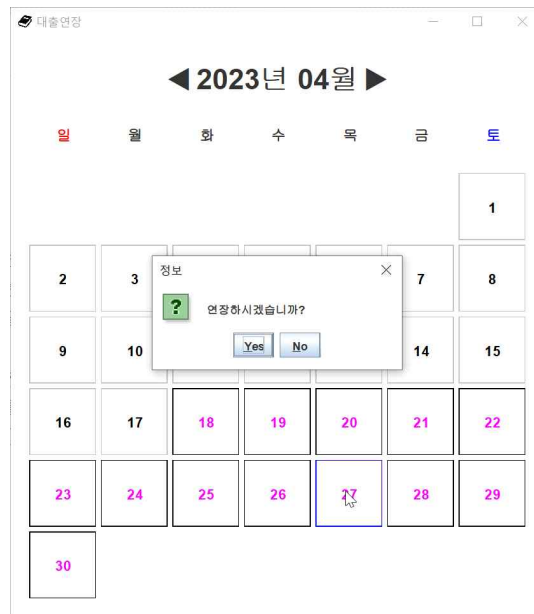 대출연장
◀ 2023년 04월 ▶
일 월 화 수 목 금 토
1
2 3 7 8
정보
연장하시겠습니까?
Yes No
9 10 14 15
16 17 18 19 20 21 22
23 24 25 26 27 28 29
30